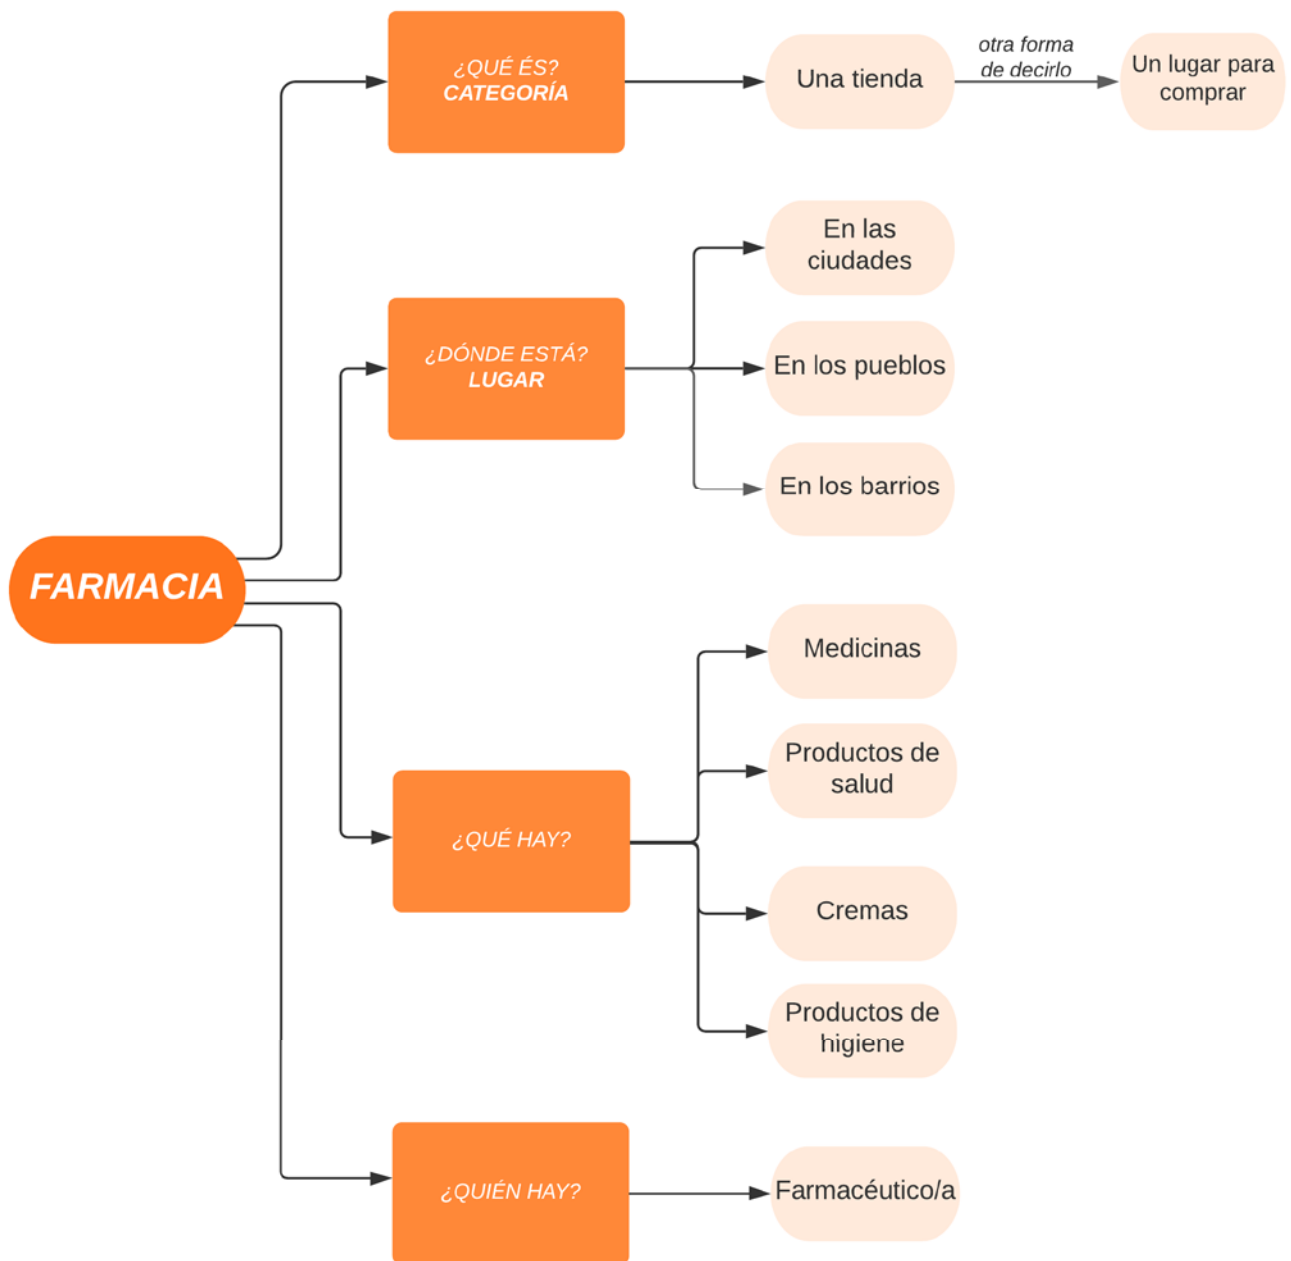 ¿QUÉ ÉS?
CATEGORÍA
Una tienda
otra forma
de decirlo
Un lugar para
comprar
¿DÓNDE ESTÁ?
LUGAR
En las
ciudades
En los pueblos
En los barrios
FARMACIA
¿QUÉ HAY?
Medicinas
Productos de
salud
Cremas
Productos de
higiene
¿QUIÉN HAY?
Farmacéutico/a